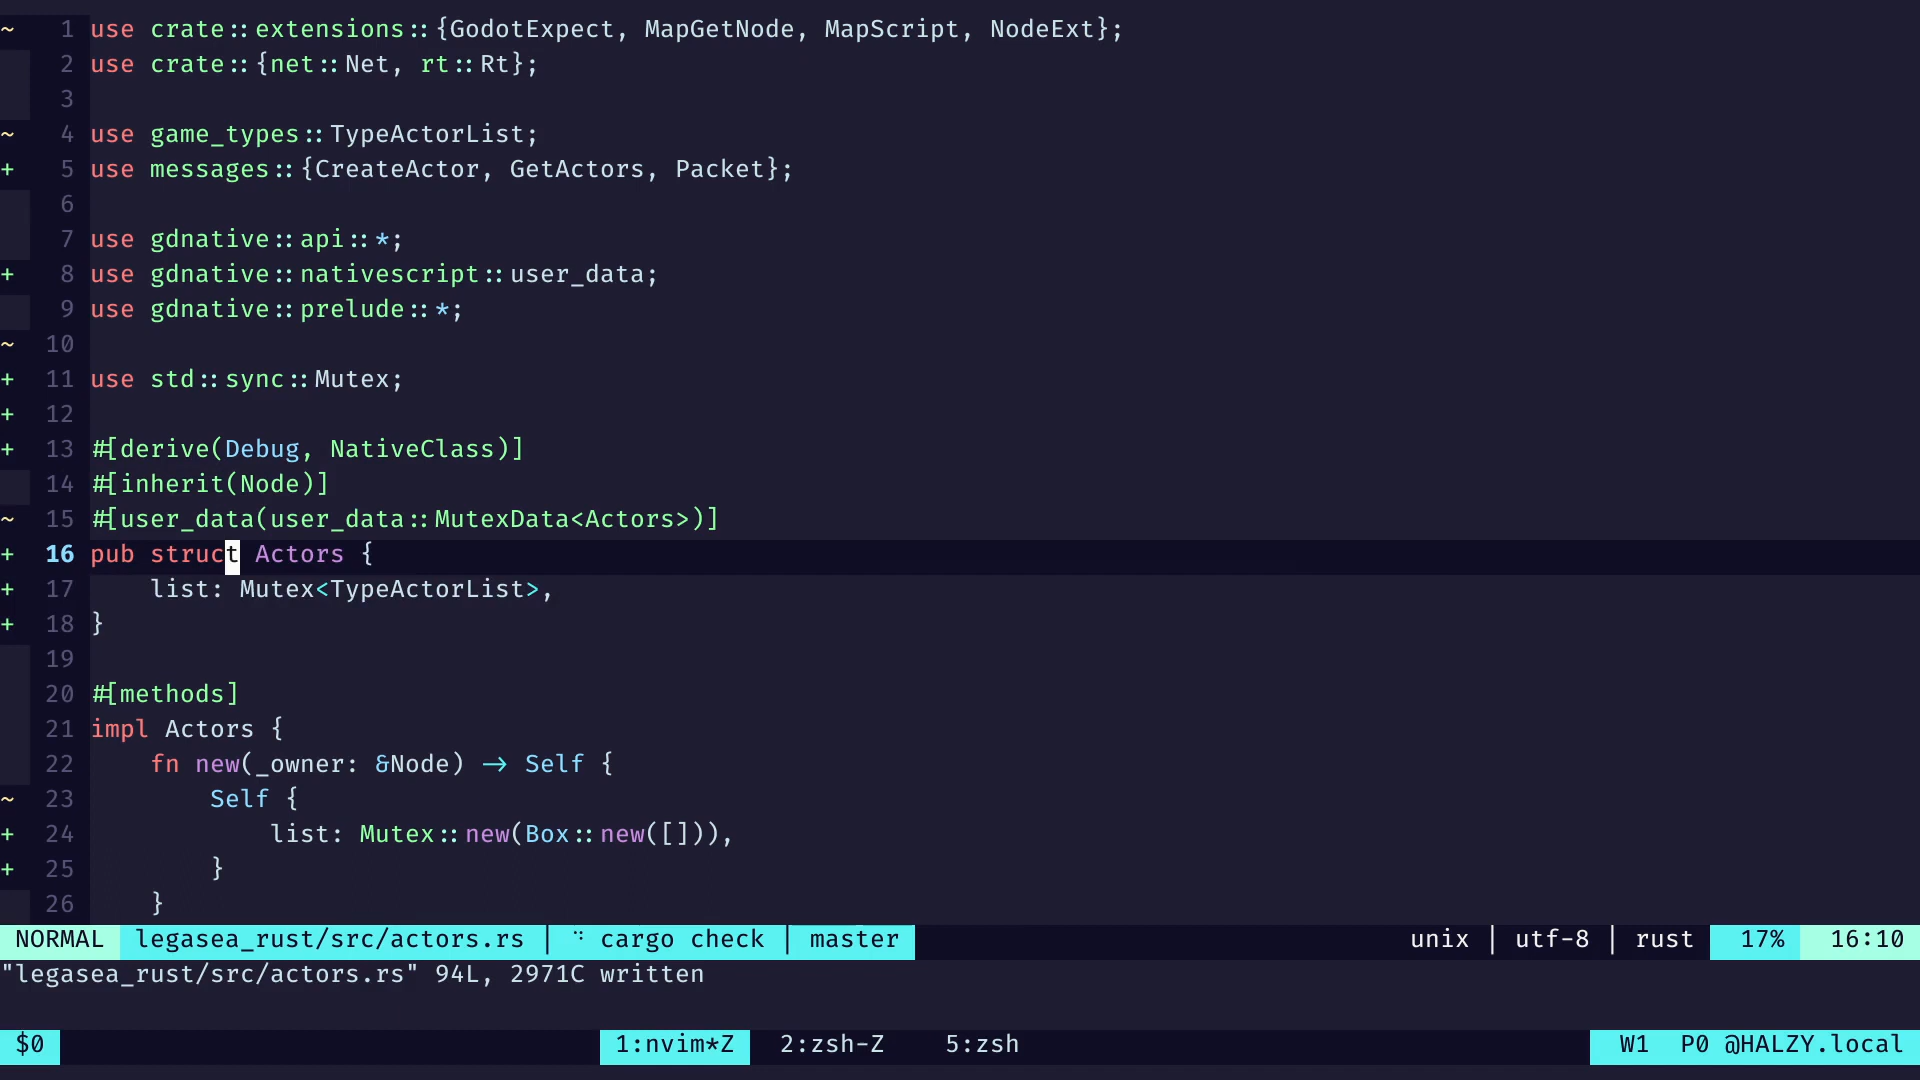 ~ 1 use crate::extensions::{GodotExpect, MapGetNode, MapScript, NodeExt};
2 use crate::{net::Net, rt::Rt};
3
~ 4 use game_types::TypeActorList;
+ 5 use messages::{CreateActor, GetActors, Packet};
6
7 use gdnative::api::*;
+ 8 use gdnative::nativescript::user_data;
9 use gdnative::prelude::*;
~ 10
+ 11 use std::sync::Mutex;
+ 12
+ 13 #[derive(Debug, NativeClass)]
14 #[inherit(Node)]
~ 15 #[user_data(user_data::MutexData<Actors>)]
+ 16 pub struct Actors {
+ 17     list: Mutex<TypeActorList>,
+ 18 }
19
20 #[methods]
21 impl Actors {
22     fn new(_owner: &Node) -> Self {
~ 23         Self {
+ 24             list: Mutex::new(Box::new([])),
+ 25         }
26     }
NORMAL legasea_rust/src/actors.rs | cargo check | master unix | utf-8 | rust 17% 16:10
"legasea_rust/src/actors.rs" 94L, 2971C written
$0 1:nvim*Z 2:zsh-Z 5:zsh W1 P0 @HALZY.local